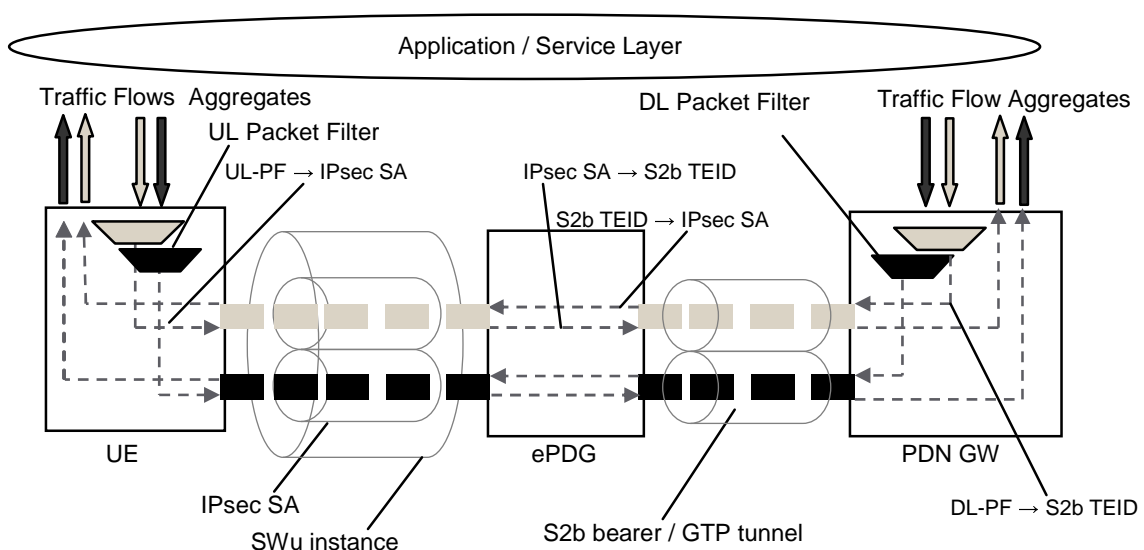 Application / Service Layer
Traffic Flows Aggregates
UL Packet Filter
UL-PF → IPsec SA
DL Packet Filter
Traffic Flow Aggregates
IPsec SA → S2b TEID
S2b TEID → IPsec SA
UE
ePDG
PDN GW
IPsec SA
SWu instance
S2b bearer / GTP tunnel
DL-PF → S2b TEID